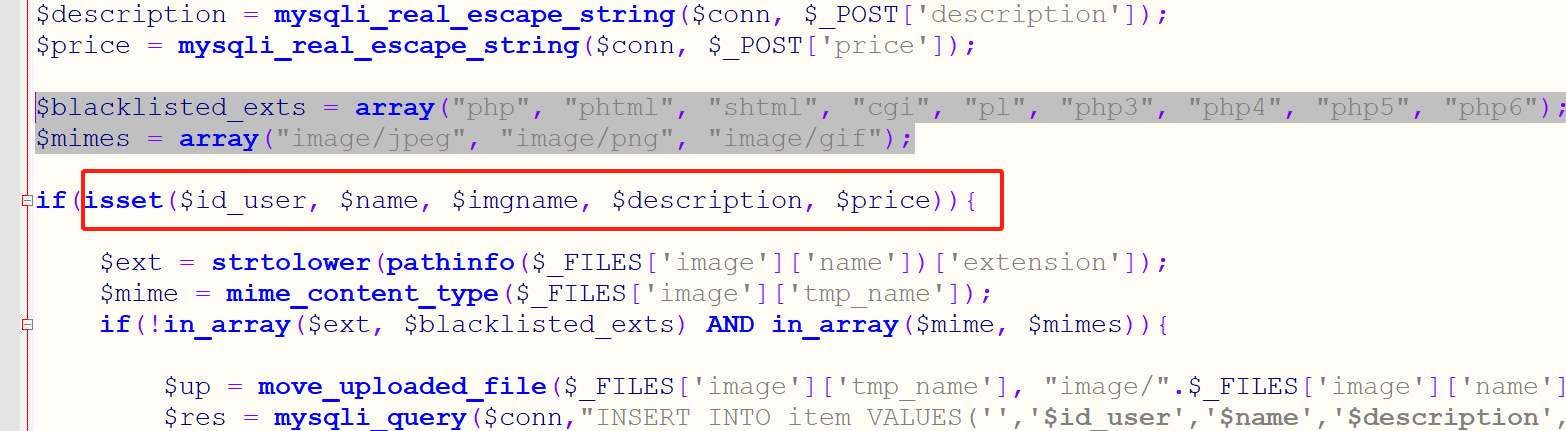 $description = mysqli_real_escape_string($conn, $_POST['description']);
$price = mysqli_real_escape_string($conn, $_POST['price']);
$blacklisted_exts = array("php", "phtml", "shtml", "cgi", "pl", "php3", "php4", "php5", "php6");
$mimes = array("image/jpeg", "image/png", "image/gif");
if(isset($id_user, $name, $imgname, $description, $price)){
$ext = strtolower(pathinfo($_FILES['image']['name'])['extension']);
$mime = mime_content_type($_FILES['image']['tmp_name']);
if(!in_array($ext, $blacklisted_exts) AND in_array($mime, $mimes)){
$up = move_uploaded_file($_FILES['image']['tmp_name'], "image/".$_FILES['image']['name']
$res = mysqli_query($conn,"INSERT INTO item VALUES('','$id_user','$name','$description',